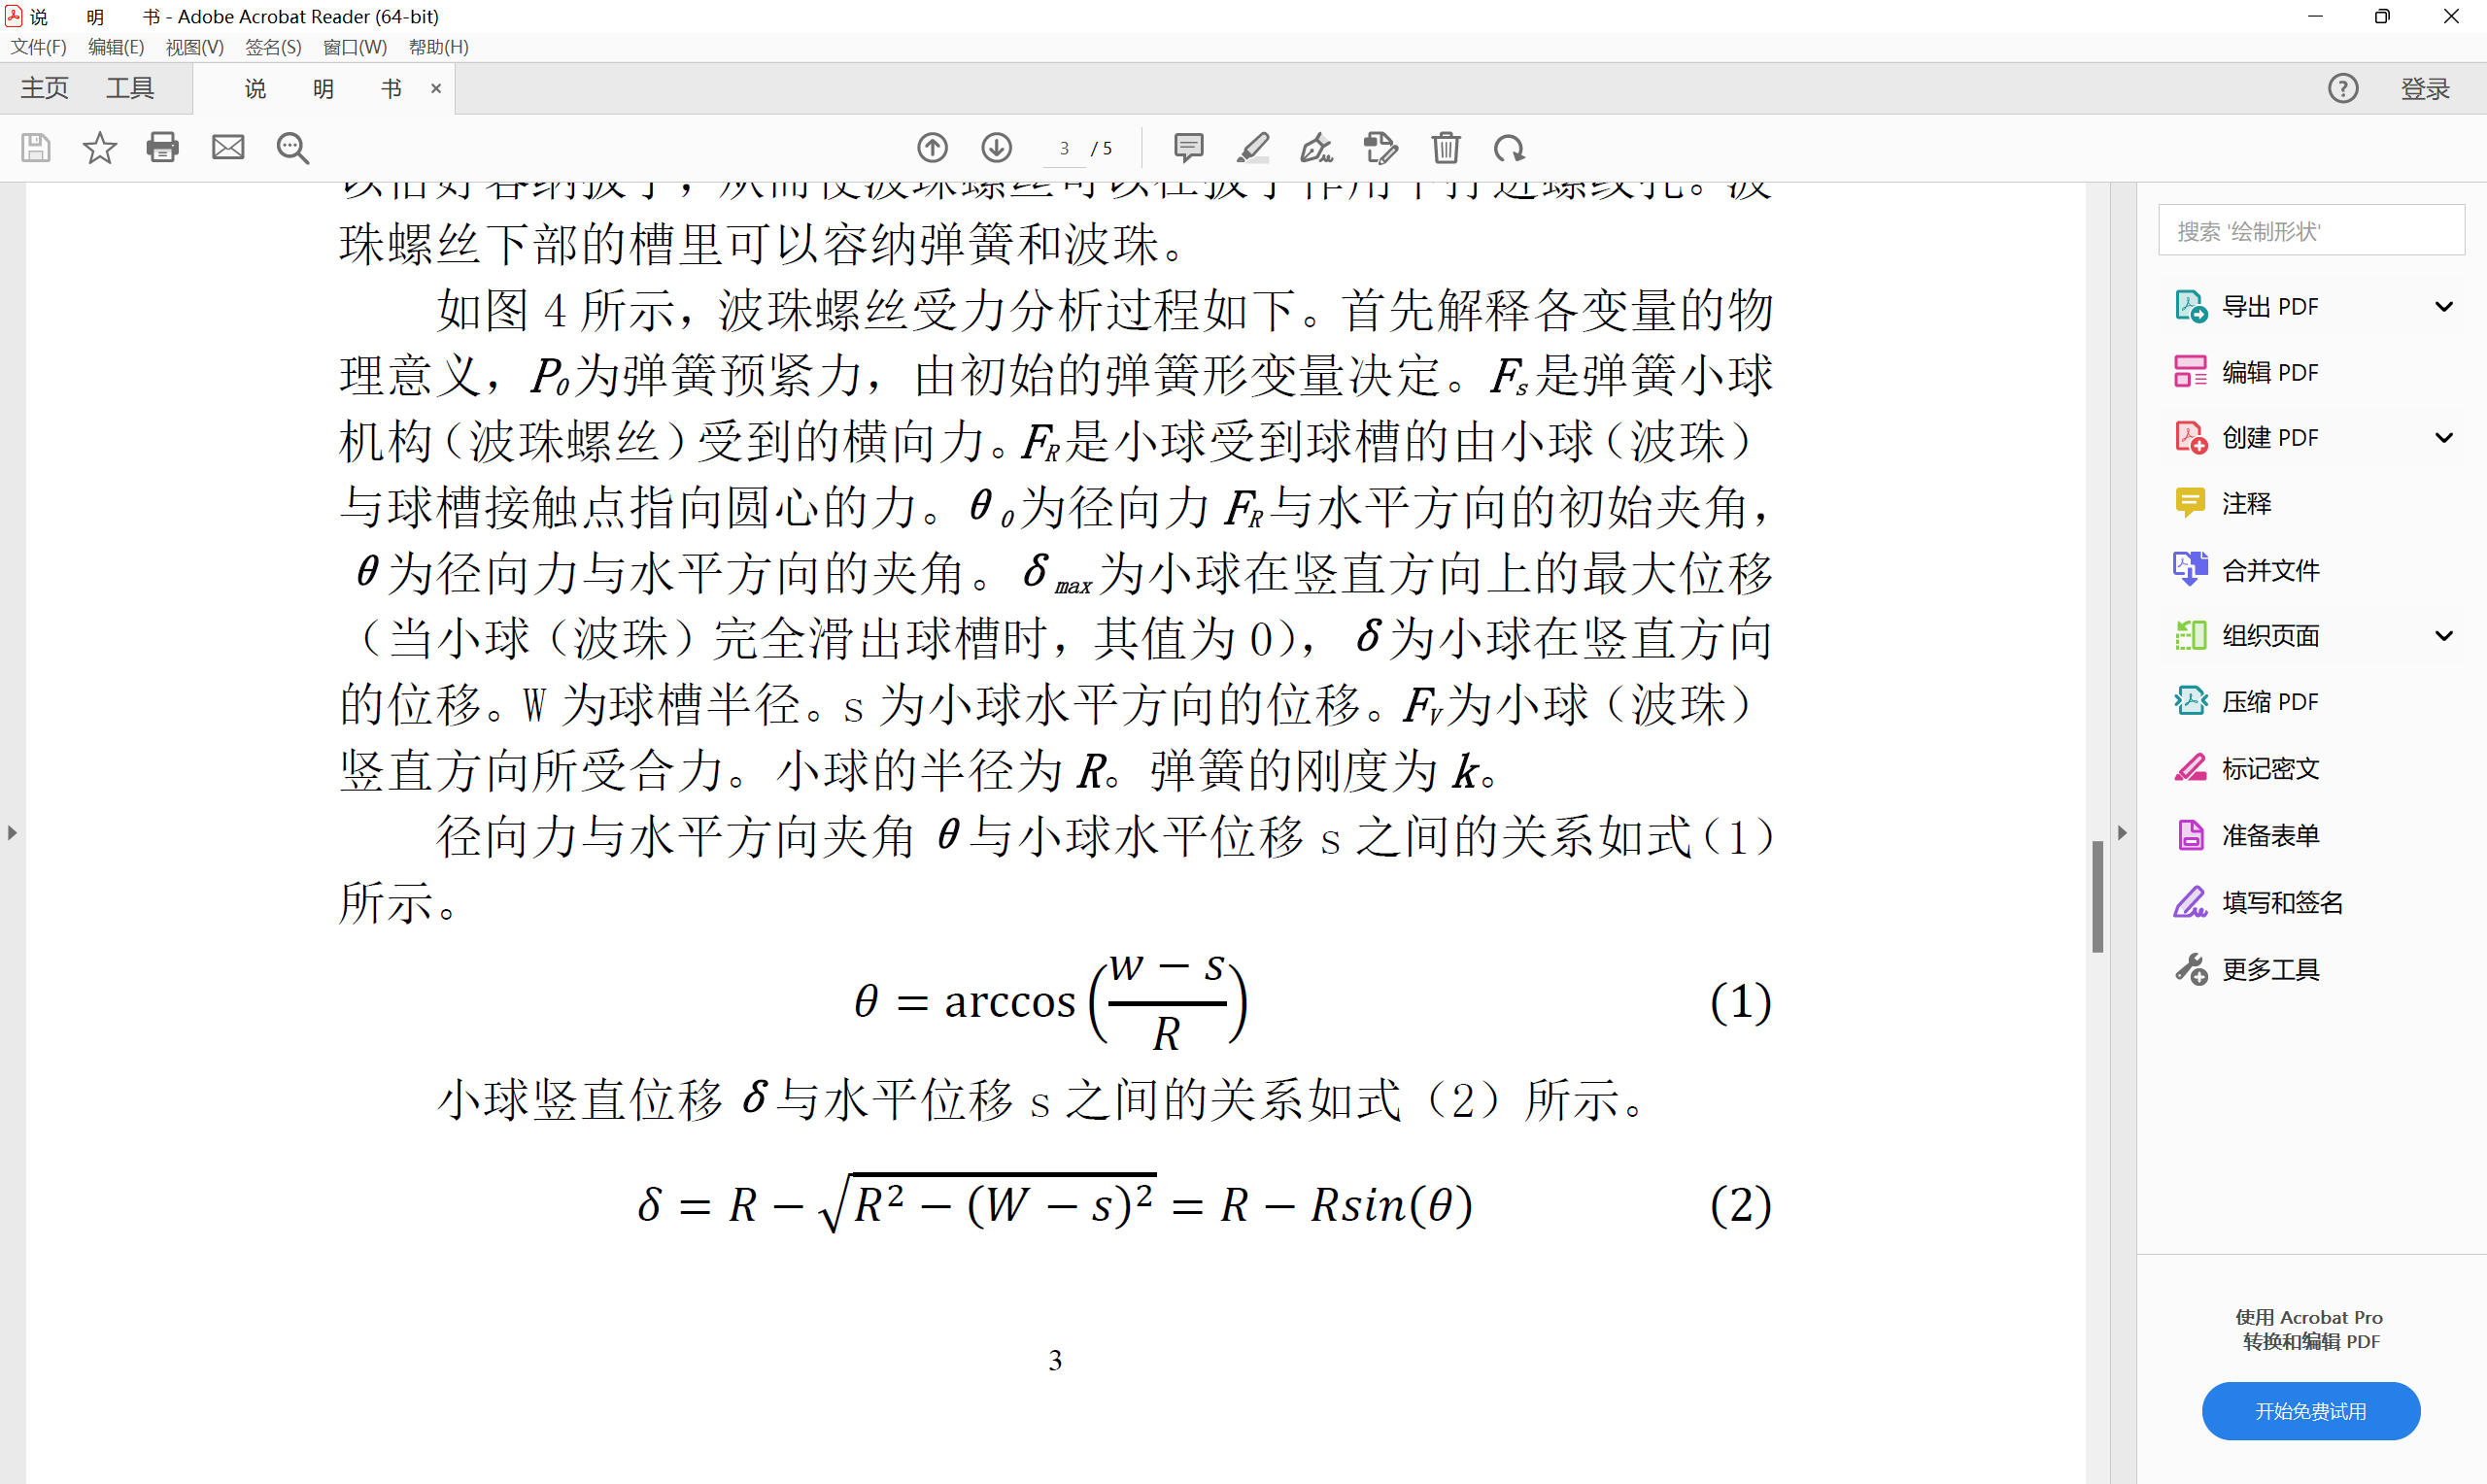 说 明 书 - Adobe Acrobat Reader (64-bit)
文件(F) 编辑(E) 视图(V) 签名(S) 窗口(W) 帮助(H)
主页 工具 说 明 书 × 登录
3 / 5
珠螺丝下部的槽里可以容纳弹簧和波珠。
如图 4 所示，波珠螺丝受力分析过程如下。首先解释各变量的物
理意义，P0为弹簧预紧力，由初始的弹簧形变量决定。Fs是弹簧小球
机构（波珠螺丝）受到的横向力。FR是小球受到球槽的由小球（波珠）
与球槽接触点指向圆心的力。θ0为径向力 FR与水平方向的初始夹角，
θ为径向力与水平方向的夹角。δmax为小球在竖直方向上的最大位移
（当小球（波珠）完全滑出球槽时，其值为 0），δ为小球在竖直方向
的位移。W 为球槽半径。s 为小球水平方向的位移。FV为小球（波珠）
竖直方向所受合力。小球的半径为 R。弹簧的刚度为 k。
径向力与水平方向夹角 θ与小球水平位移 s 之间的关系如式（1）
所示。
θ = arccos((w − s)/R) (1)
小球竖直位移 δ与水平位移 s 之间的关系如式（2）所示。
δ = R − √(R² − (W − s)²) = R − Rsin(θ) (2)
3
搜索 '绘制形状'
导出 PDF
编辑 PDF
创建 PDF
注释
合并文件
组织页面
压缩 PDF
标记密文
准备表单
填写和签名
更多工具
使用 Acrobat Pro
转换和编辑 PDF
开始免费试用